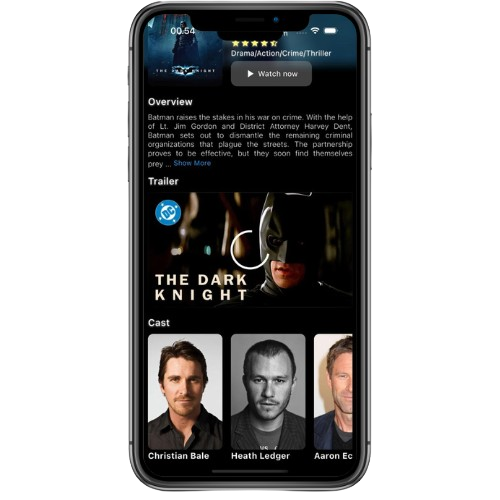 00:54
Drama/Action/Crime/Thriller
THE DARK KNIGHT
Watch now
Overview
Batman raises the stakes in his war on crime. With the help
of Lt. Jim Gordon and District Attorney Harvey Dent,
Batman sets out to dismantle the remaining criminal
organizations that plague the streets. The partnership
proves to be effective, but they soon find themselves
prey ... Show More
Trailer
DC
THE DARK
KNIGHT
Cast
Christian Bale
Heath Ledger
Aaron Ec